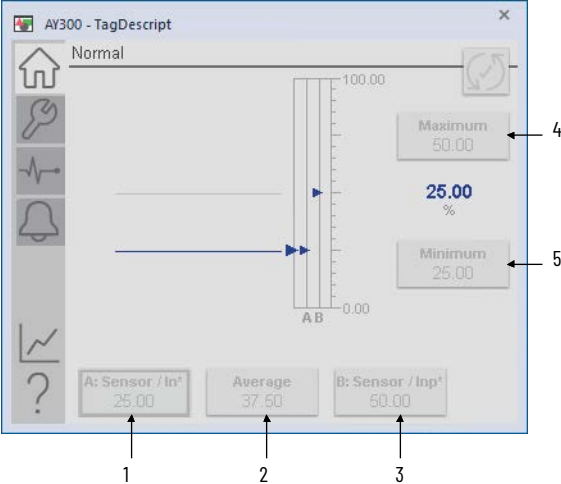 AY300 - TagDescript
×
Normal
100.00
Maximum
50.00
4
25.00
%
Minimum
25.00
5
0.00
A B
A: Sensor / In*
25.00
Average
37.50
B: Sensor / Inp*
50.00
?
1
2
3